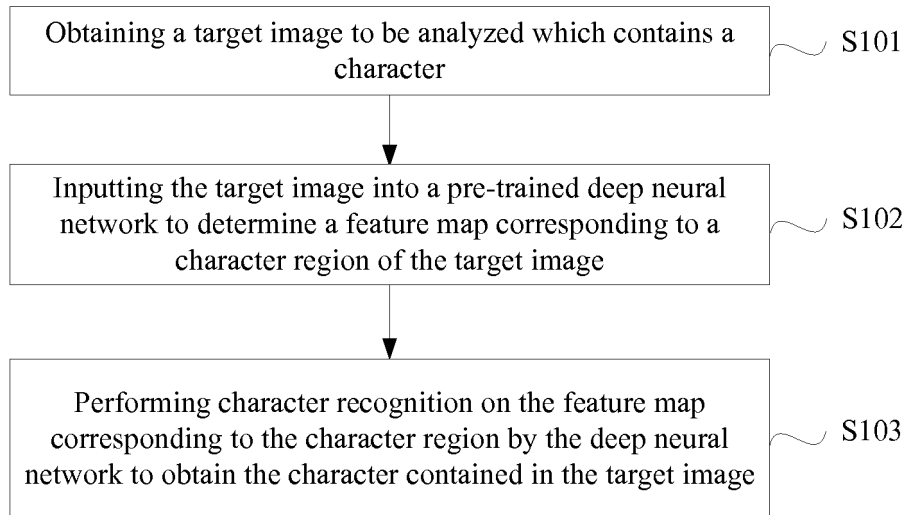 Obtaining a target image to be analyzed which contains a
character
S101
Inputting the target image into a pre-trained deep neural
network to determine a feature map corresponding to a
character region of the target image
S102
Performing character recognition on the feature map
corresponding to the character region by the deep neural
network to obtain the character contained in the target image
S103